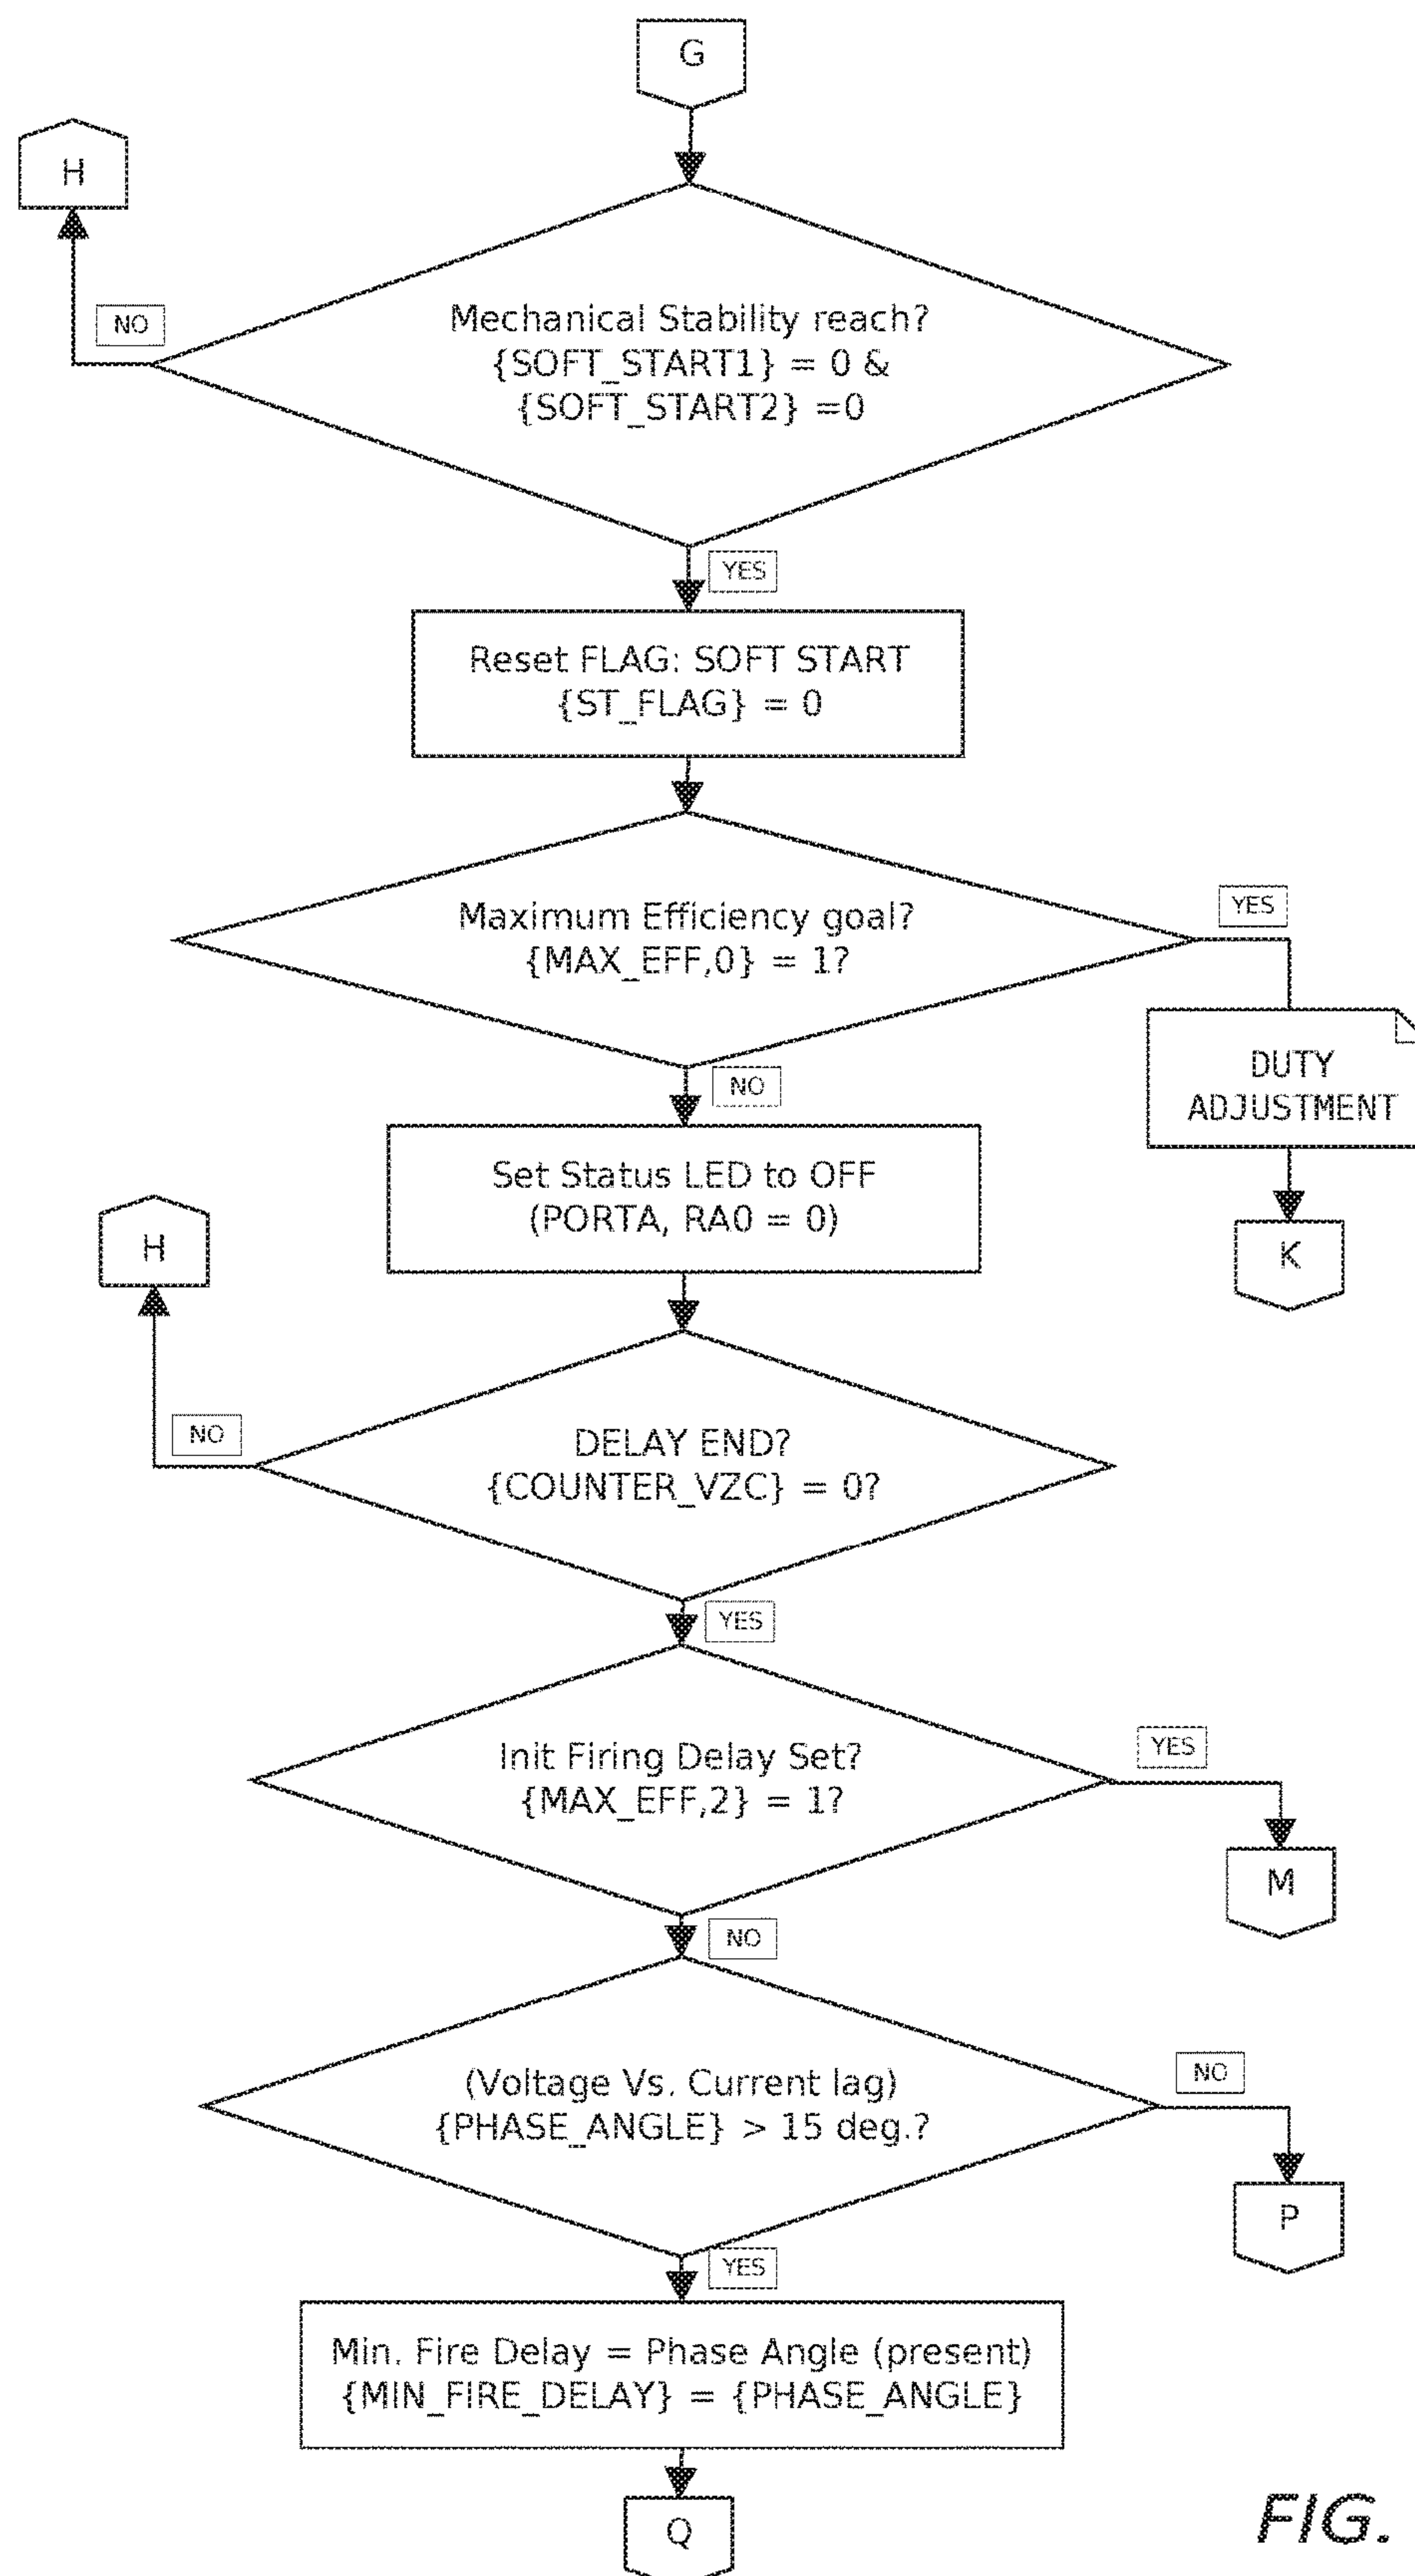 G
H
NO
Mechanical Stability reach?
{SOFT_START1} = 0 &
{SOFT_START2} =0
YES
Reset FLAG: SOFT START
{ST_FLAG} = 0
Maximum Efficiency goal?
{MAX_EFF,0} = 1?
YES
DUTY
ADJUSTMENT
K
NO
Set Status LED to OFF
(PORTA, RA0 = 0)
H
NO
DELAY END?
{COUNTER_VZC} = 0?
YES
Init Firing Delay Set?
{MAX_EFF,2} = 1?
YES
M
NO
(Voltage Vs. Current lag)
{PHASE_ANGLE} > 15 deg.?
NO
P
YES
Min. Fire Delay = Phase Angle (present)
{MIN_FIRE_DELAY} = {PHASE_ANGLE}
Q
FIG.